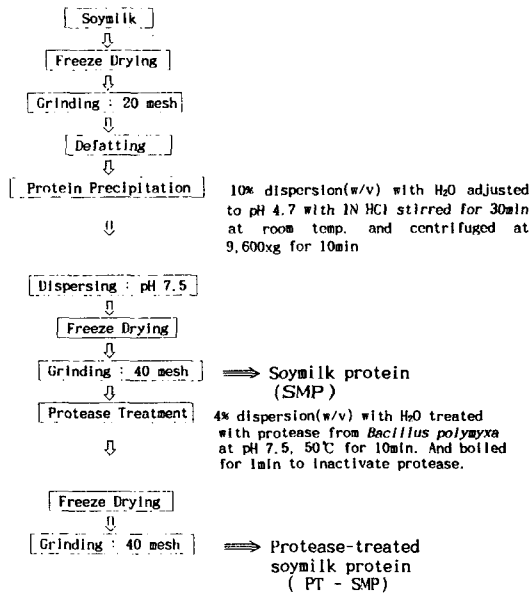 Soymilk
Freeze Drying
Grinding : 20 mesh
Defatting
Protein Precipitation
10% dispersion(w/v) with H₂O adjusted
to pH 4.7 with 1N HCl stirred for 30min
at room temp. and centrifuged at
9,600xg for 10min
Dispersing : pH 7.5
Freeze Drying
Grinding : 40 mesh
Soymilk protein
(SMP)
Protease Treatment
4% dispersion(w/v) with H₂O treated
with protease from Bacillus polymyxa
at pH 7.5, 50℃ for 10min. And boiled
for 1min to inactivate protease.
Freeze Drying
Grinding : 40 mesh
Protease-treated
soymilk protein
( PT - SMP)